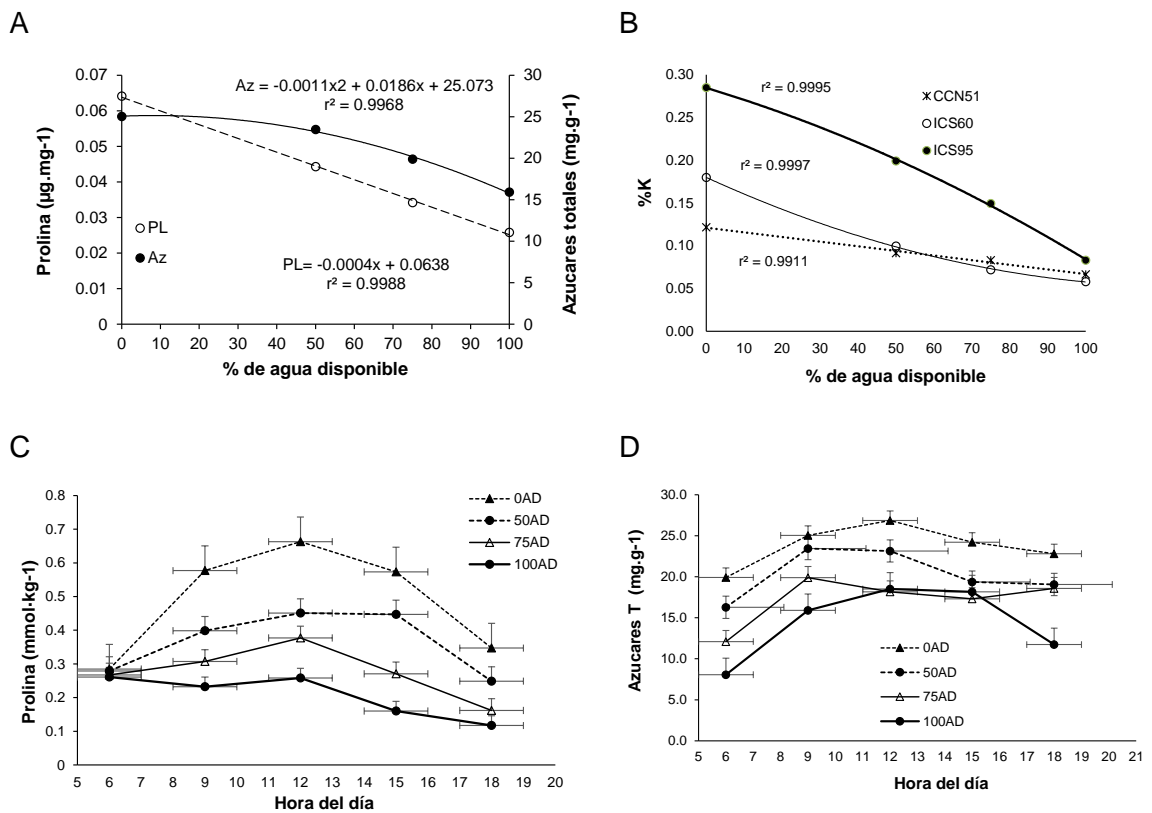 A
Prolina (µg.mg-1)
0.07
0.06
0.05
0.04
0.03
0.02
0.01
0
Az = -0.0011x2 + 0.0186x + 25.073
r² = 0.9968
PL
Az
PL= -0.0004x + 0.0638
r² = 0.9988
30
25
20
15
10
5
0
Azucares totales (mg.g-1)
0 10 20 30 40 50 60 70 80 90 100
% de agua disponible
B
%K
0.30
0.25
0.20
0.15
0.10
0.05
0.00
r² = 0.9995
r² = 0.9997
r² = 0.9911
CCN51
ICS60
ICS95
0 10 20 30 40 50 60 70 80 90 100
% de agua disponible
C
Prolina (mmol·kg-1)
0.8
0.7
0.6
0.5
0.4
0.3
0.2
0.1
0
0AD
50AD
75AD
100AD
5 6 7 8 9 10 11 12 13 14 15 16 17 18 19 20
Hora del día
D
Azucares T (mg.g-1)
30.0
25.0
20.0
15.0
10.0
5.0
0.0
0AD
50AD
75AD
100AD
5 6 7 8 9 10 11 12 13 14 15 16 17 18 19 20 21
Hora del día